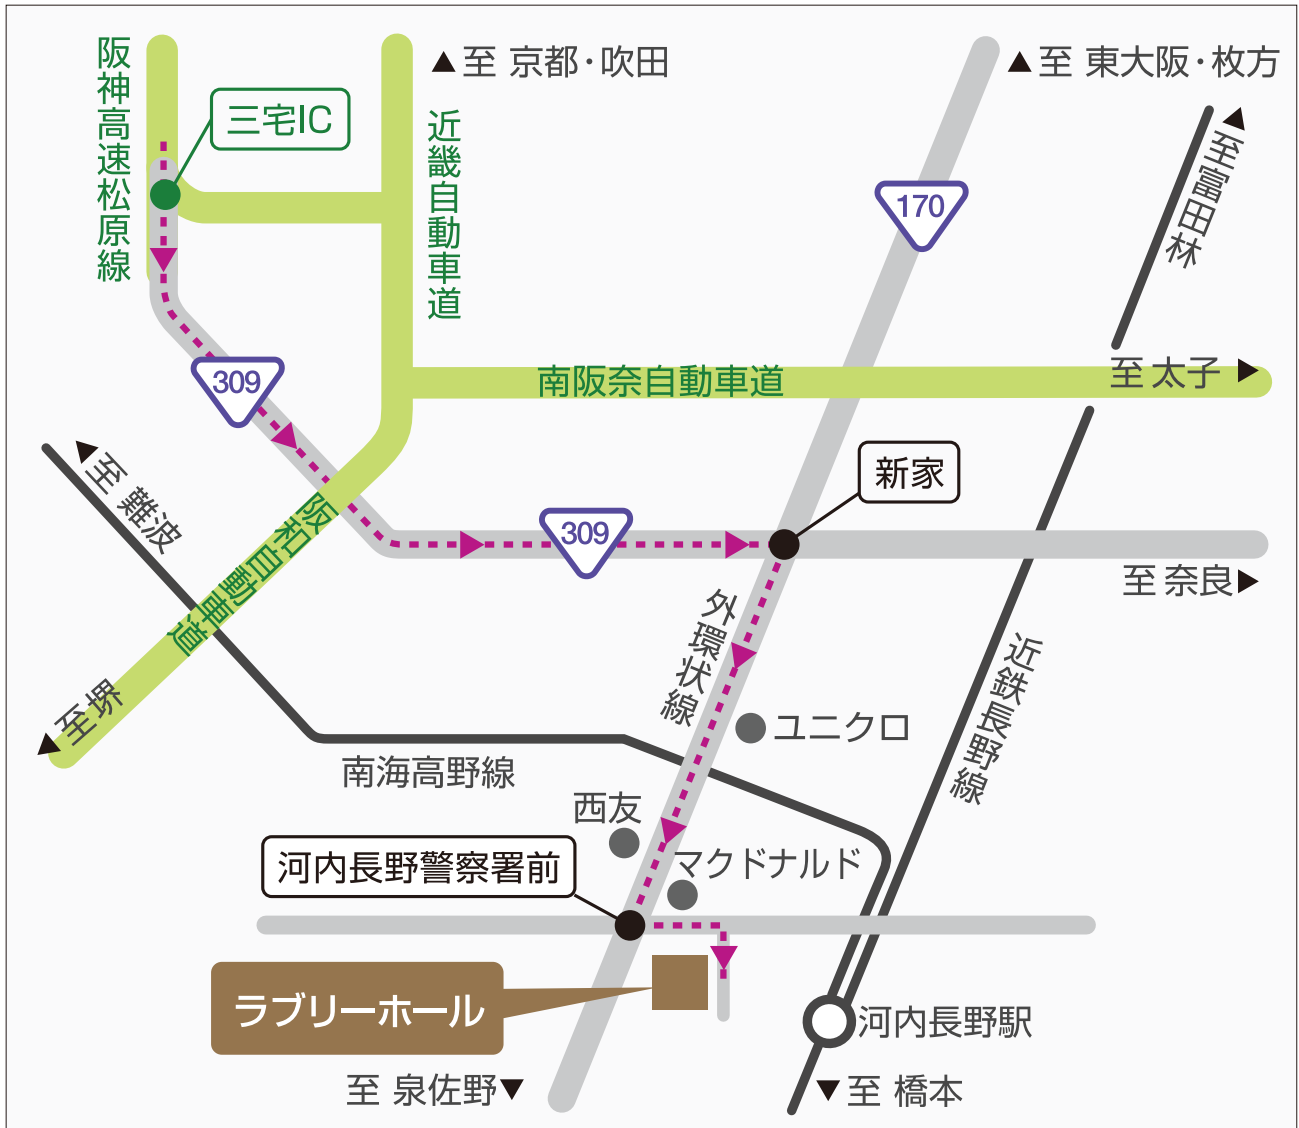 阪神高速松原線
三宅IC
近畿自動車道
至 京都・吹田
至 東大阪・枚方
至富田林
170
309
南阪奈自動車道
至 太子
至 難波
阪和自動車道
新家
309
至 奈良
外環状線
近鉄長野線
至堺
ユニクロ
南海高野線
西友
河内長野警察署前
マクドナルド
ラブリーホール
河内長野駅
至 泉佐野
至 橋本